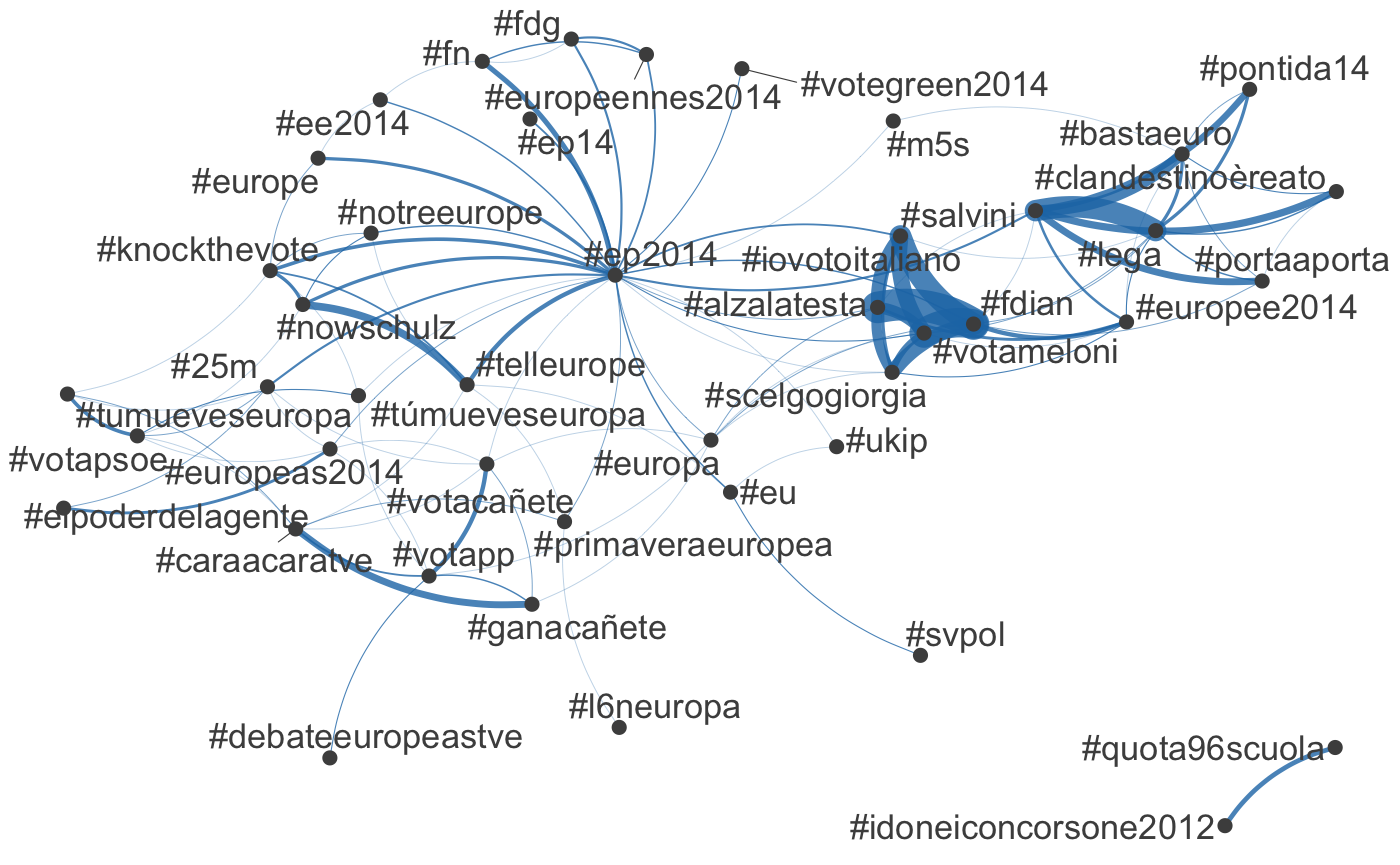 #fdg
#fn
#pontida14
#europeennes2014
#votegreen2014
#ee2014
#ep14
#m5s
#bastaeuro
#europe
#clandestinoèreato
#notreeurope
#salvini
#knockthevote
#ep2014
#iovotoitaliano
#lega
#portaaporta
#alzalatesta
#fdian
#europee2014
#nowschulz
#votameloni
#25m
#telleurope
#scelgogiorgia
#tumueveseuropa
#túmueveseuropa
#votapsoe
#europeas2014
#europa
#ukip
#elpoderdelagente
#votacañete
#eu
#caraacaratve
#votapp
#primaveraeuropea
#ganacañete
#svpol
#l6neuropa
#debateeuropeastve
#quota96scuola
#idoneiconcorsone2012